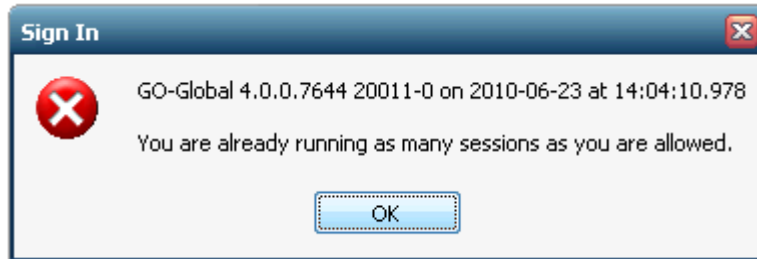 Sign In
GO-Global 4.0.0.7644 20011-0 on 2010-06-23 at 14:04:10.978
You are already running as many sessions as you are allowed.
OK